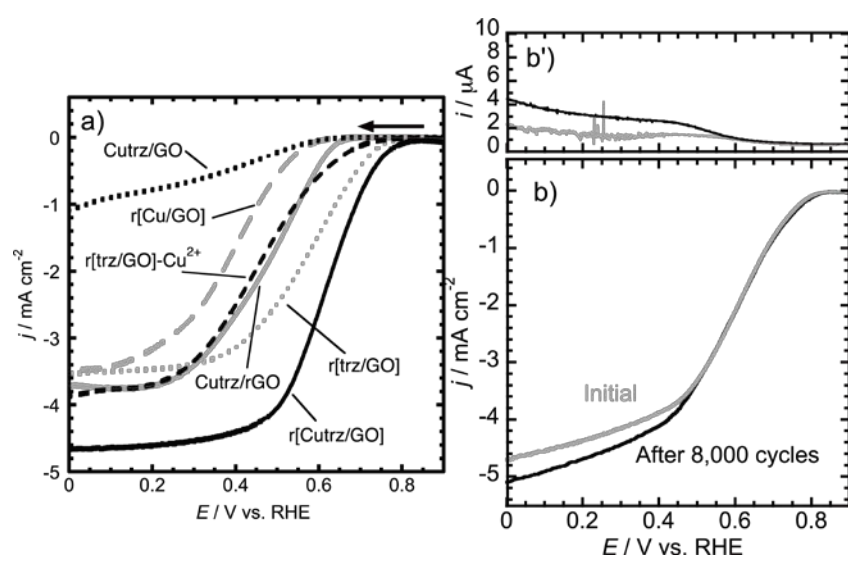 a)
0
-1
-2
-3
-4
-5
j / mA cm⁻²
Cutrz/GO
r[Cu/GO]
r[trz/GO]-Cu²⁺
Cutrz/rGO
r[trz/GO]
r[Cutrz/GO]
0 0.2 0.4 0.6 0.8
E / V vs. RHE
b')
10
8
6
4
2
0
i / μA
b)
0
-1
-2
-3
-4
-5
j / mA cm⁻²
Initial
After 8,000 cycles
0 0.2 0.4 0.6 0.8
E / V vs. RHE